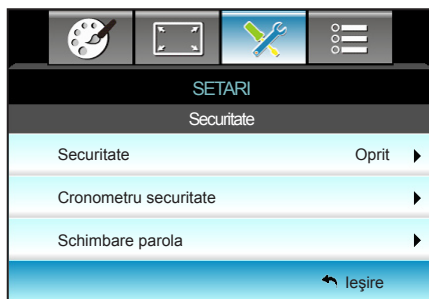 SETARI
Securitate
Securitate Oprit
Cronometru securitate
Schimbare parola
Ieşire